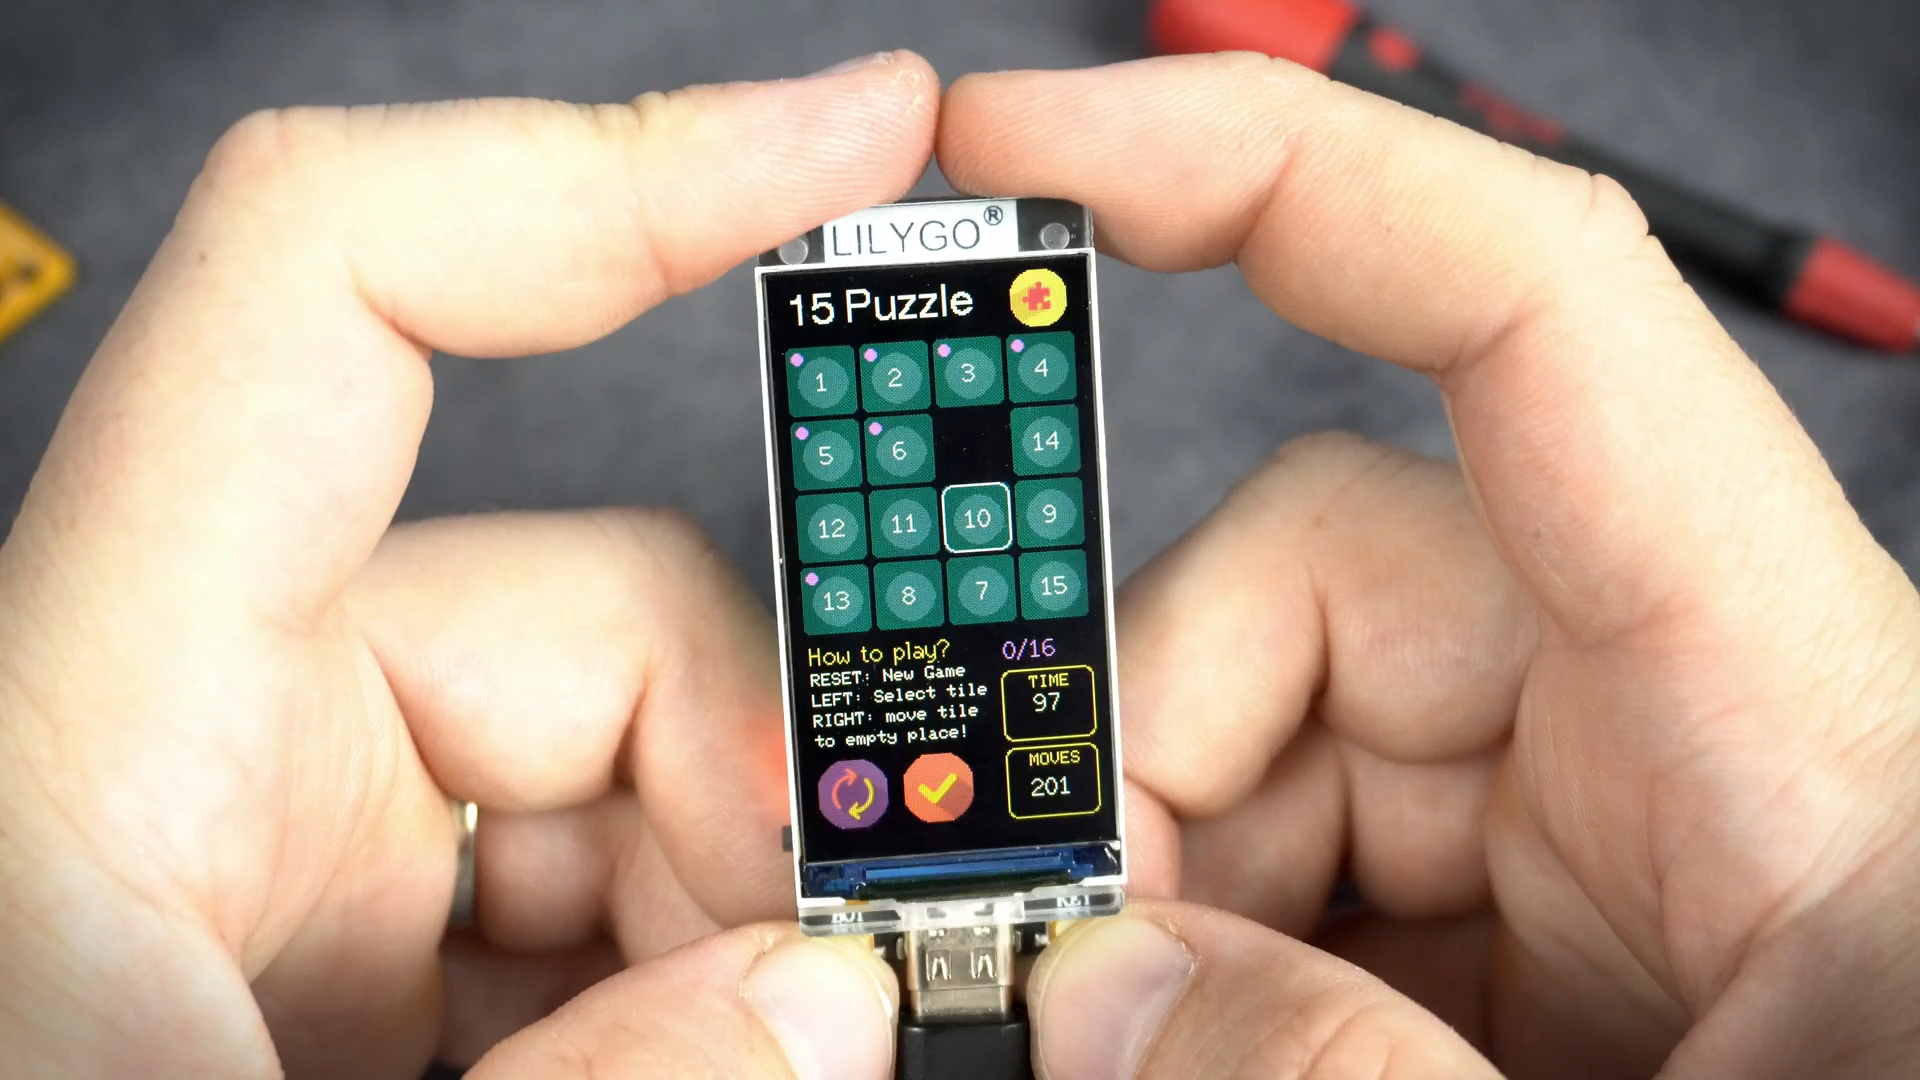 LILYGO®
15 Puzzle
1 2 3 4
5 6 14
12 11 10 9
13 8 7 15
How to play? 0/16
RESET: New Game
LEFT: Select tile
RIGHT: move tile
to empty place!
TIME
97
MOVES
201
KEY